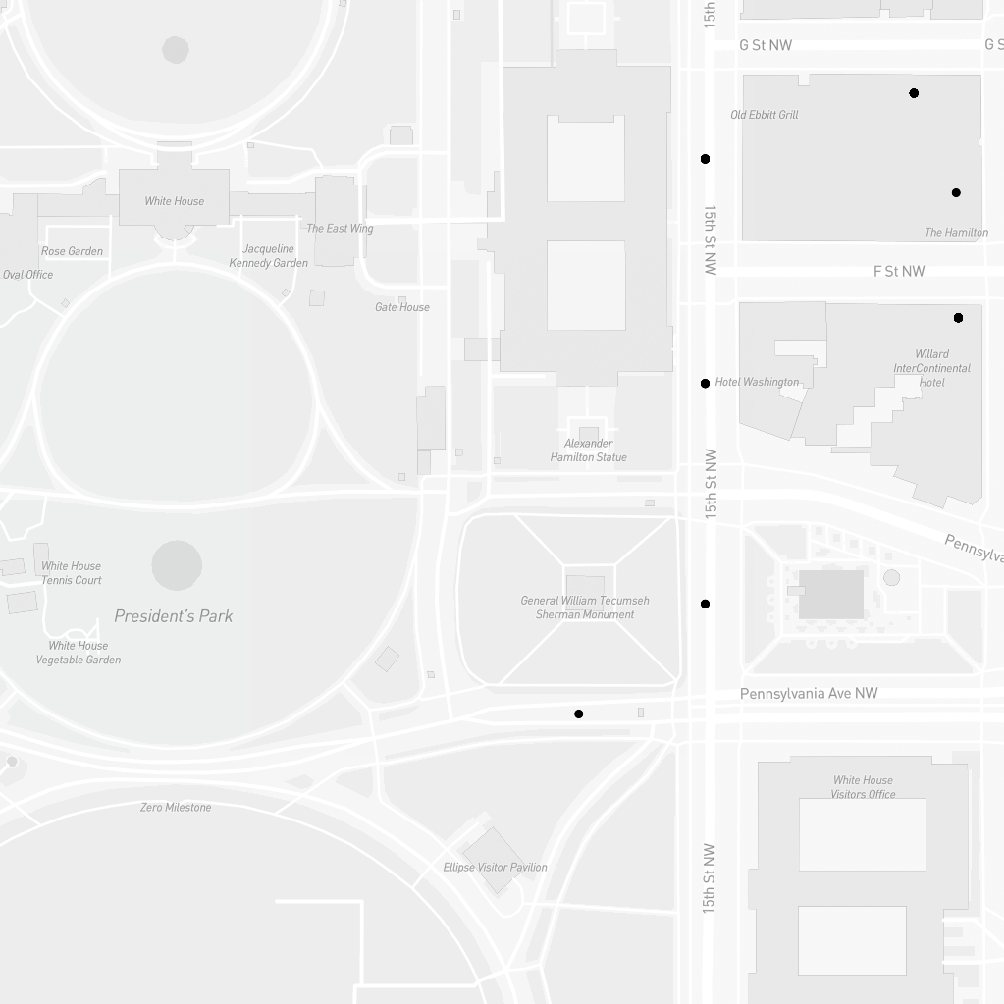 15th St NW
G St NW
G S
Old Ebbitt Grill
White House
The East Wing
The Hamilton
Rose Garden
Jacqueline
Kennedy Garden
15th St NW
Oval Office
F St NW
Gate House
Willard
InterContinental
Hotel
Hotel Washington
Alexander
Hamilton Statue
15th St NW
Pennsylva
White House
Tennis Court
General William Tecumseh
Sherman Monument
President's Park
White House
Vegetable Garden
Pennsylvania Ave NW
White House
Visitors Office
Zero Milestone
Ellipse Visitor Pavilion
15th St NW